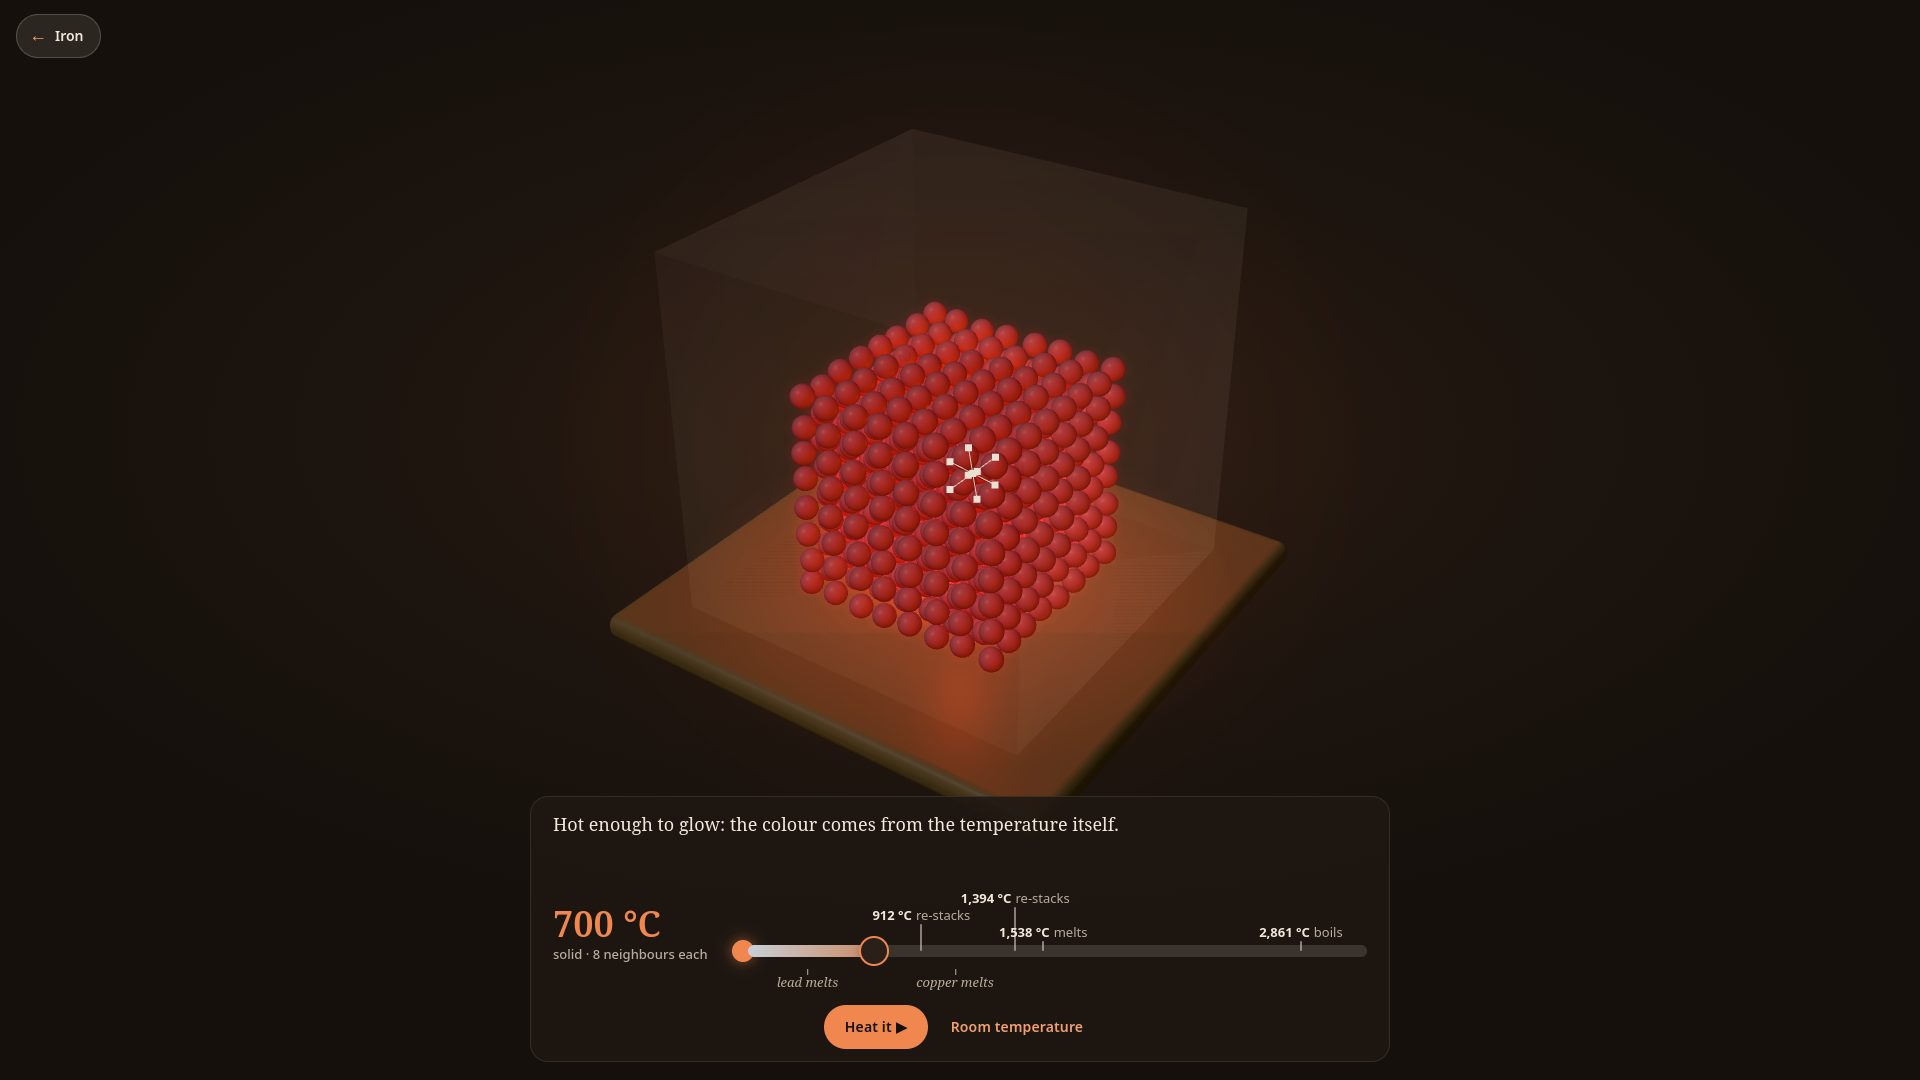 ← Iron
Hot enough to glow: the colour comes from the temperature itself.
1,394 °C re-stacks
912 °C re-stacks
700 °C
1,538 °C melts
2,861 °C boils
solid · 8 neighbours each
lead melts
copper melts
Heat it ▶
Room temperature